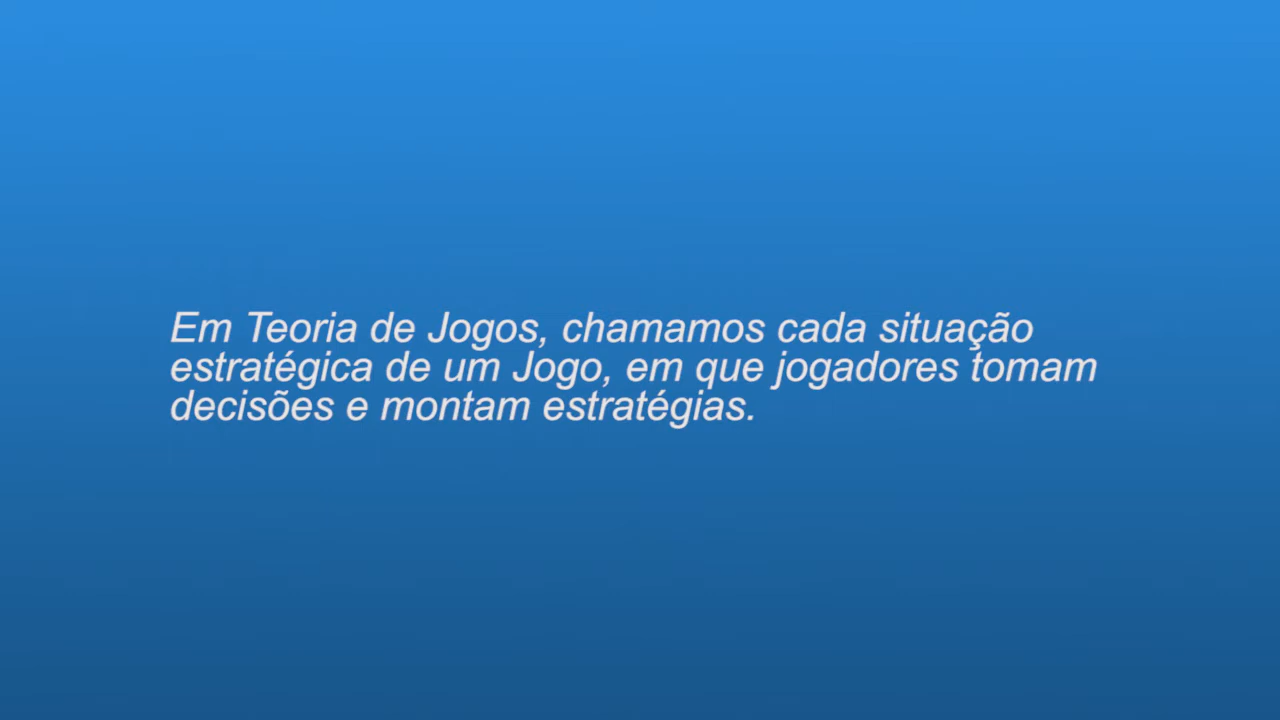 Em Teoria de Jogos, chamamos cada situação
estratégica de um Jogo, em que jogadores tomam
decisões e montam estratégias.